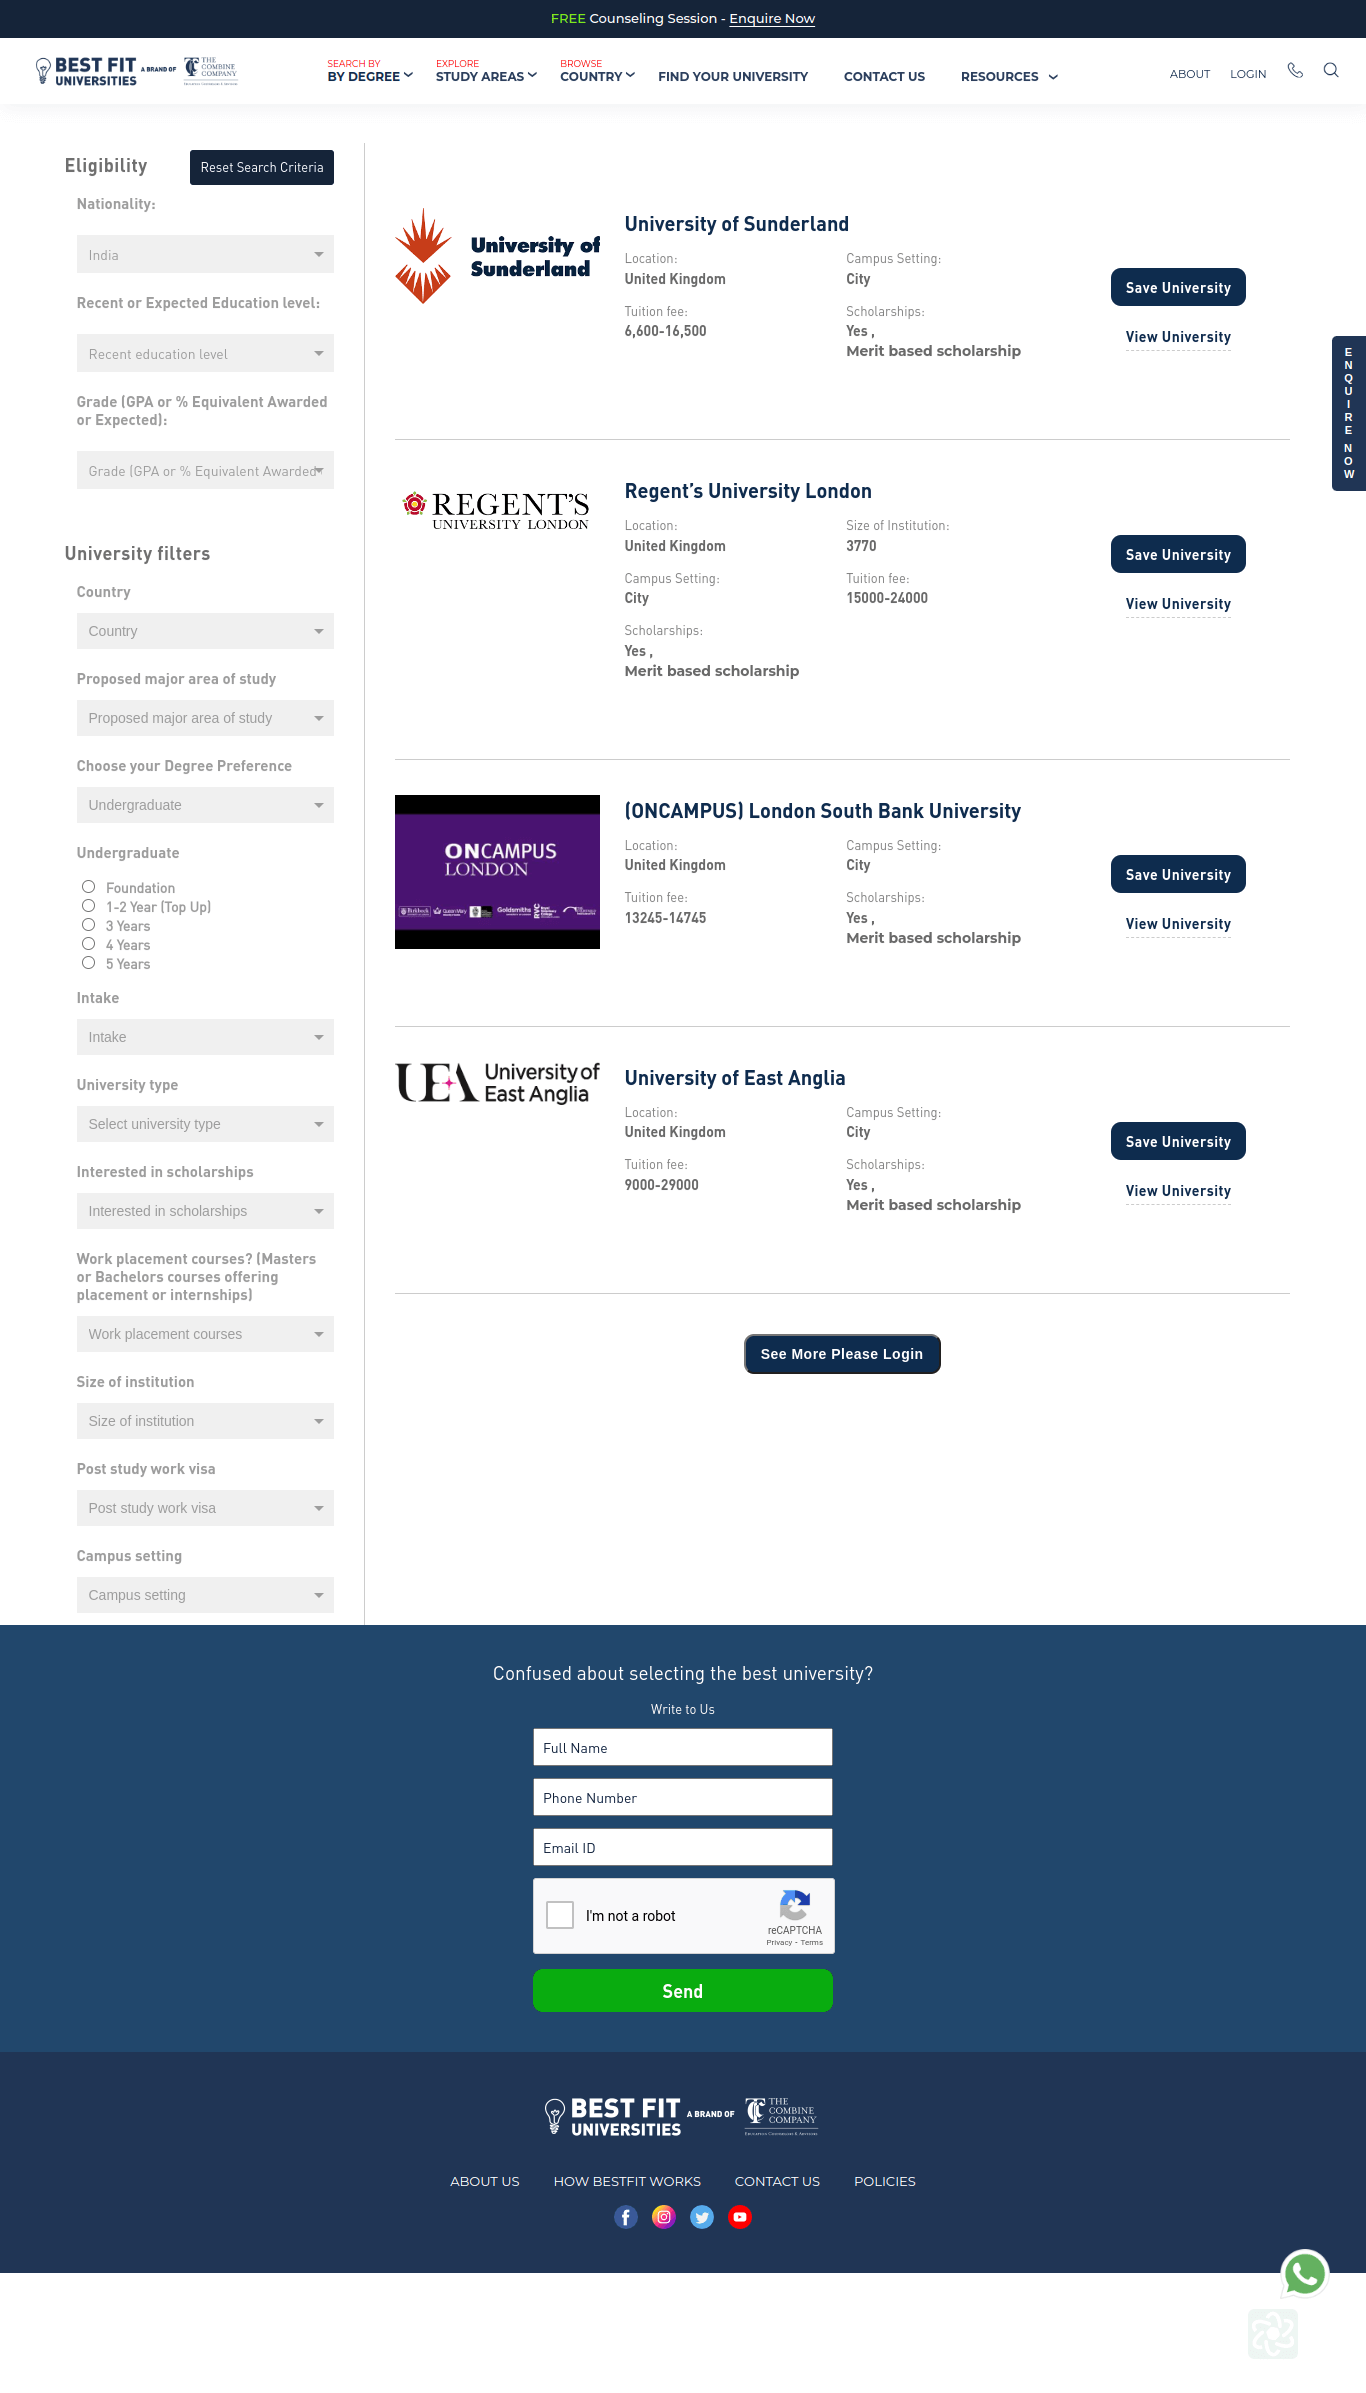 FREE Counseling Session - Enquire Now
BEST FIT
UNIVERSITIES
A BRAND OF
THE
COMBINE
COMPANY
SEARCH BY
BY DEGREE
EXPLORE
STUDY AREAS
BROWSE
COUNTRY
FIND YOUR UNIVERSITY
CONTACT US
RESOURCES
ABOUT
LOGIN
Eligibility
Reset Search Criteria
Nationality:
India
Recent or Expected Education level:
Recent education level
Grade (GPA or % Equivalent Awarded
or Expected):
Grade (GPA or % Equivalent Awarded
University filters
Country
Country
Proposed major area of study
Proposed major area of study
Choose your Degree Preference
Undergraduate
Undergraduate
Foundation
1-2 Year (Top Up)
3 Years
4 Years
5 Years
Intake
Intake
University type
Select university type
Interested in scholarships
Interested in scholarships
Work placement courses? (Masters
or Bachelors courses offering
placement or internships)
Work placement courses
Size of institution
Size of institution
Post study work visa
Post study work visa
Campus setting
Campus setting
University of
Sunderland
University of Sunderland
Location:
United Kingdom
Campus Setting:
City
Tuition fee:
6,600-16,500
Scholarships:
Yes ,
Merit based scholarship
Save University
View University
ENQUIRE NOW
REGENT'S
UNIVERSITY LONDON
Regent’s University London
Location:
United Kingdom
Size of Institution:
3770
Campus Setting:
City
Tuition fee:
15000-24000
Scholarships:
Yes ,
Merit based scholarship
Save University
View University
ONCAMPUS
LONDON
Goldsmiths
(ONCAMPUS) London South Bank University
Location:
United Kingdom
Campus Setting:
City
Tuition fee:
13245-14745
Scholarships:
Yes ,
Merit based scholarship
Save University
View University
UEA University of
East Anglia
University of East Anglia
Location:
United Kingdom
Campus Setting:
City
Tuition fee:
9000-29000
Scholarships:
Yes ,
Merit based scholarship
Save University
View University
See More Please Login
Confused about selecting the best university?
Write to Us
Full Name
Phone Number
Email ID
I'm not a robot
reCAPTCHA
Privacy - Terms
Send
BEST FIT
UNIVERSITIES
A BRAND OF
THE
COMBINE
COMPANY
ABOUT US
HOW BESTFIT WORKS
CONTACT US
POLICIES